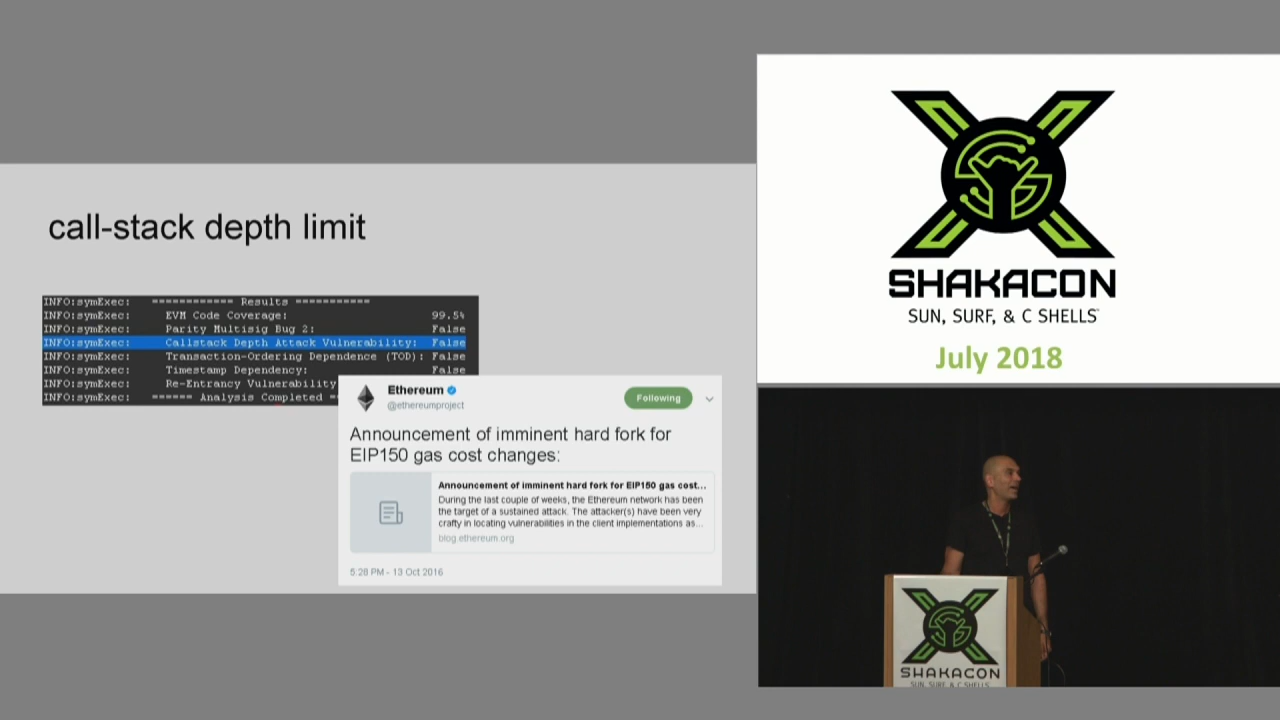 call-stack depth limit
INFO:symExec: ============ Results ===========
INFO:symExec: EVM Code Coverage: 99.5%
INFO:symExec: Parity Multisig Bug 2: False
INFO:symExec: Callstack Depth Attack Vulnerability: False
INFO:symExec: Transaction-Ordering Dependence (TOD): False
INFO:symExec: Timestamp Dependency: False
INFO:symExec: Re-Entrancy Vulnerability
INFO:symExec: ====== Analysis Completed =
Ethereum
@ethereumproject
Following
Announcement of imminent hard fork for
EIP150 gas cost changes:
Announcement of imminent hard fork for EIP150 gas cost...
During the last couple of weeks, the Ethereum network has been
the target of a sustained attack. The attacker(s) have been very
crafty in locating vulnerabilities in the client implementations as...
blog.ethereum.org
5:28 PM - 13 Oct 2016
SHAKACON
SUN, SURF, & C SHELLS
July 2018
SHAKACON
SUN, SURF, & C SHELLS